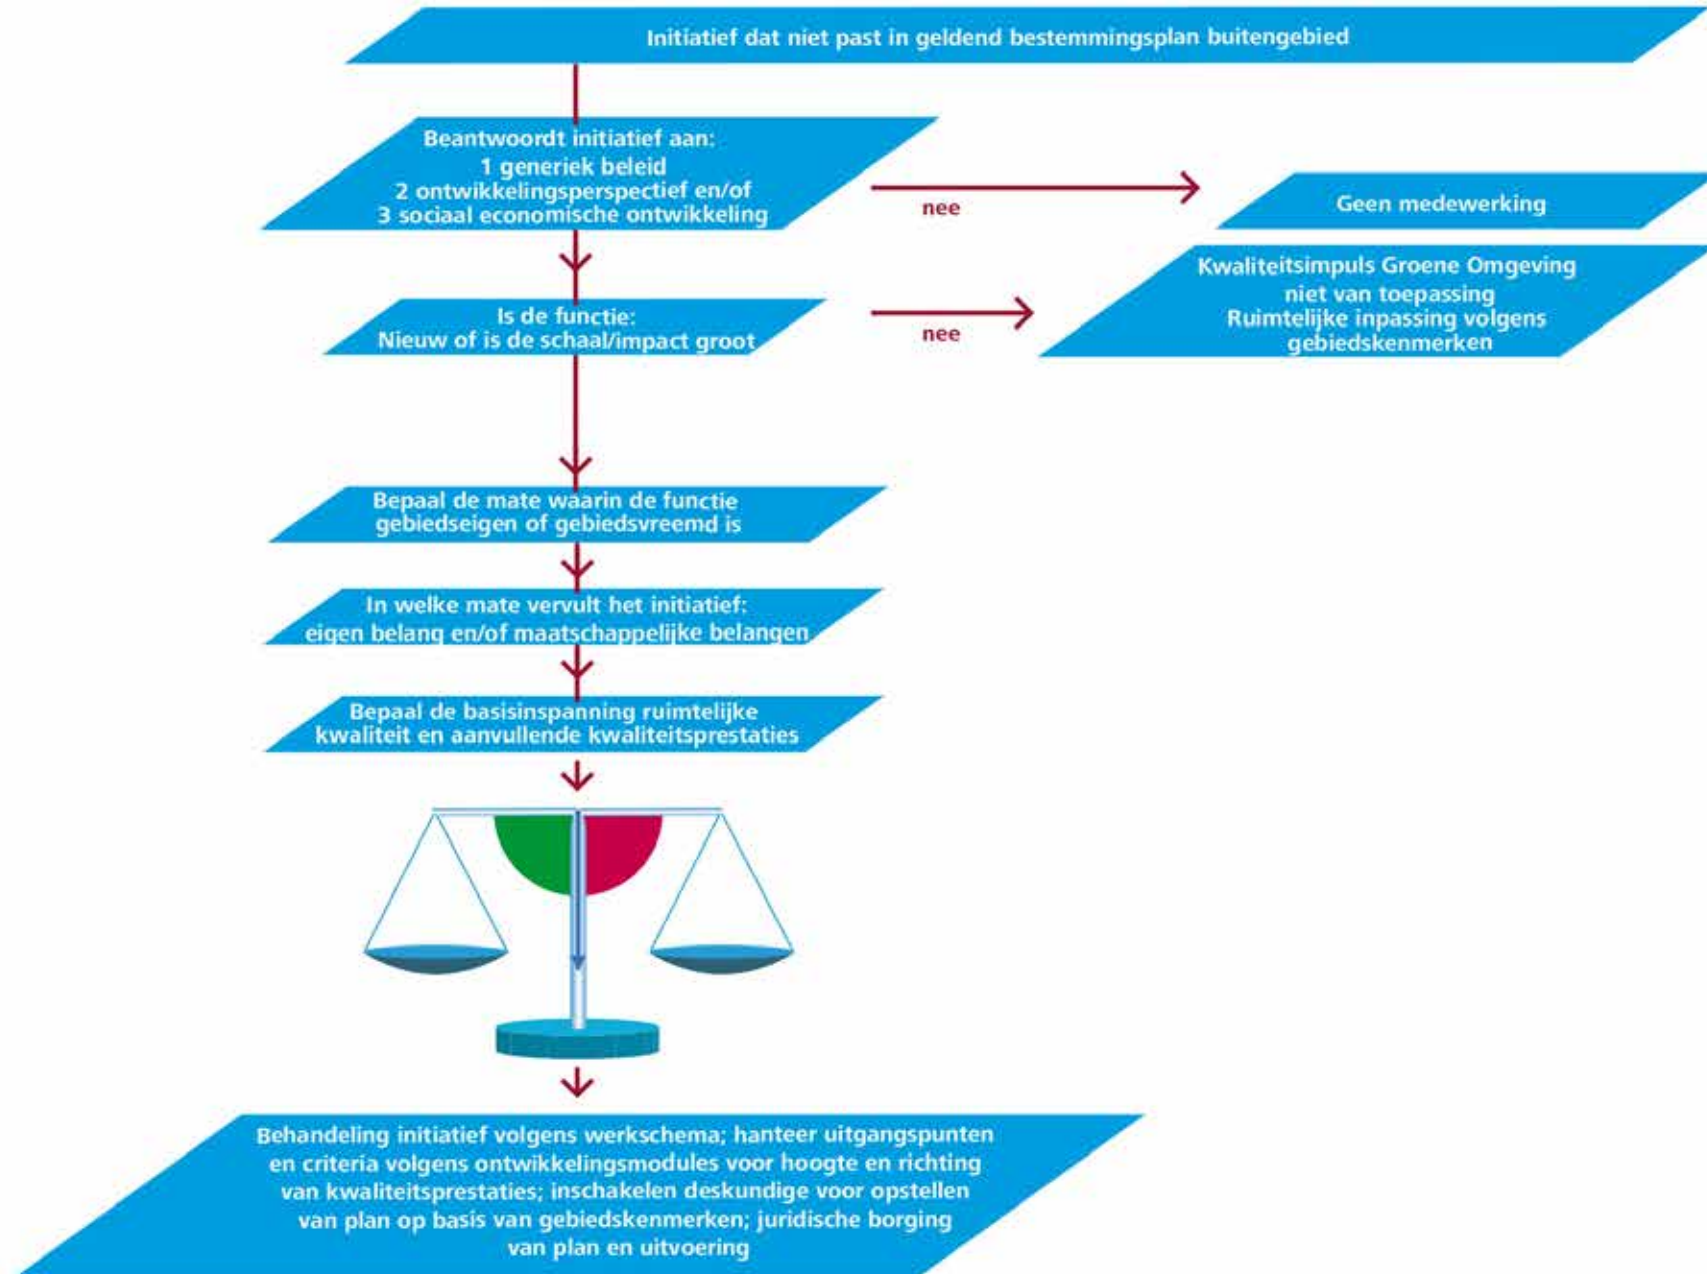 Initiatief dat niet past in geldend bestemmingsplan buitengebied
Beantwoordt initiatief aan:
1 generiek beleid
2 ontwikkelingsperspectief en/of
3 sociaal economische ontwikkeling
nee
Geen medewerking
Is de functie:
Nieuw of is de schaal/impact groot
nee
Kwaliteitsimpuls Groene Omgeving
niet van toepassing
Ruimtelijke inpassing volgens
gebiedskenmerken
Bepaal de mate waarin de functie
gebiedseigen of gebiedsvreemd is
In welke mate vervult het initiatief:
eigen belang en/of maatschappelijke belangen
Bepaal de basisinspanning ruimtelijke
kwaliteit en aanvullende kwaliteitsprestaties
Behandeling initiatief volgens werkschema; hanteer uitgangspunten
en criteria volgens ontwikkelingsmodules voor hoogte en richting
van kwaliteitsprestaties; inschakelen deskundige voor opstellen
van plan op basis van gebiedskenmerken; juridische borging
van plan en uitvoering